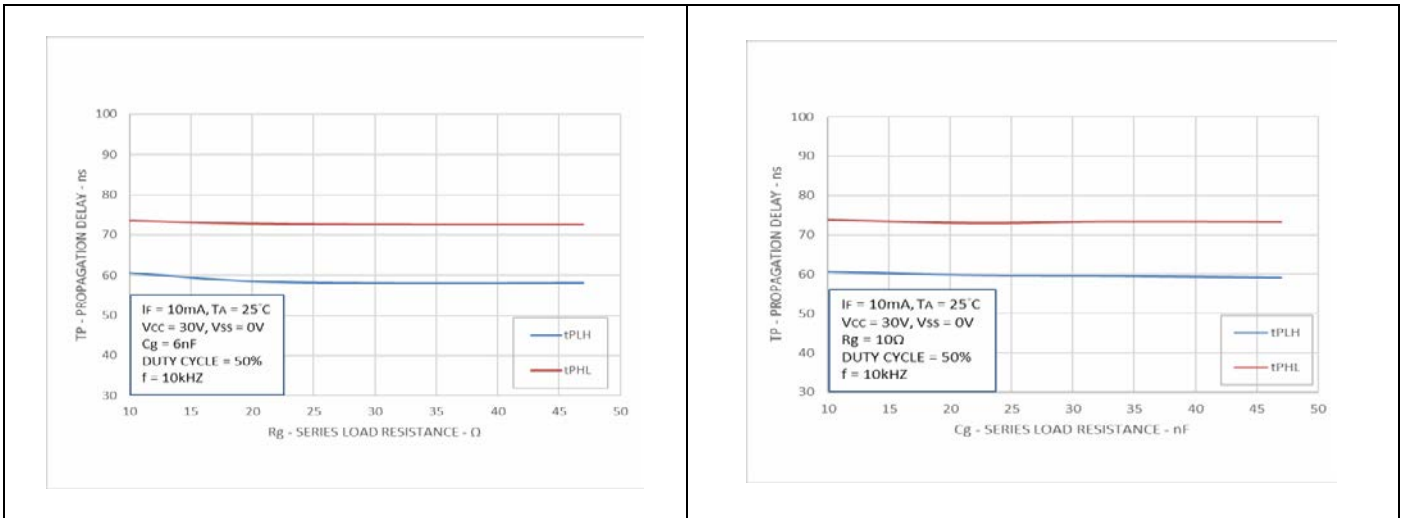 100
90
80
70
60
50
40
30
TP - PROPAGATION DELAY - ns
IF = 10mA, TA = 25°C
Vcc = 30V, Vss = 0V
Cg = 6nF
DUTY CYCLE = 50%
f = 10kHZ
tPLH
tPHL
10 15 20 25 30 35 40 45 50
Rg - SERIES LOAD RESISTANCE - Ω
100
90
80
70
60
50
40
30
TP - PROPAGATION DELAY - ns
IF = 10mA, TA = 25°C
Vcc = 30V, Vss = 0V
Rg = 10Ω
DUTY CYCLE = 50%
f = 10kHZ
tPLH
tPHL
10 15 20 25 30 35 40 45 50
Cg - SERIES LOAD RESISTANCE - nF